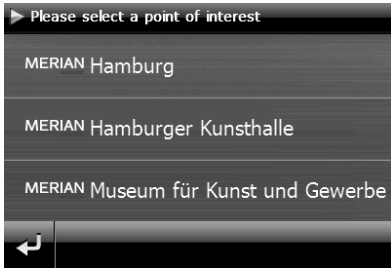 Please select a point of interest
MERIAN Hamburg
MERIAN Hamburger Kunsthalle
MERIAN Museum für Kunst und Gewerbe